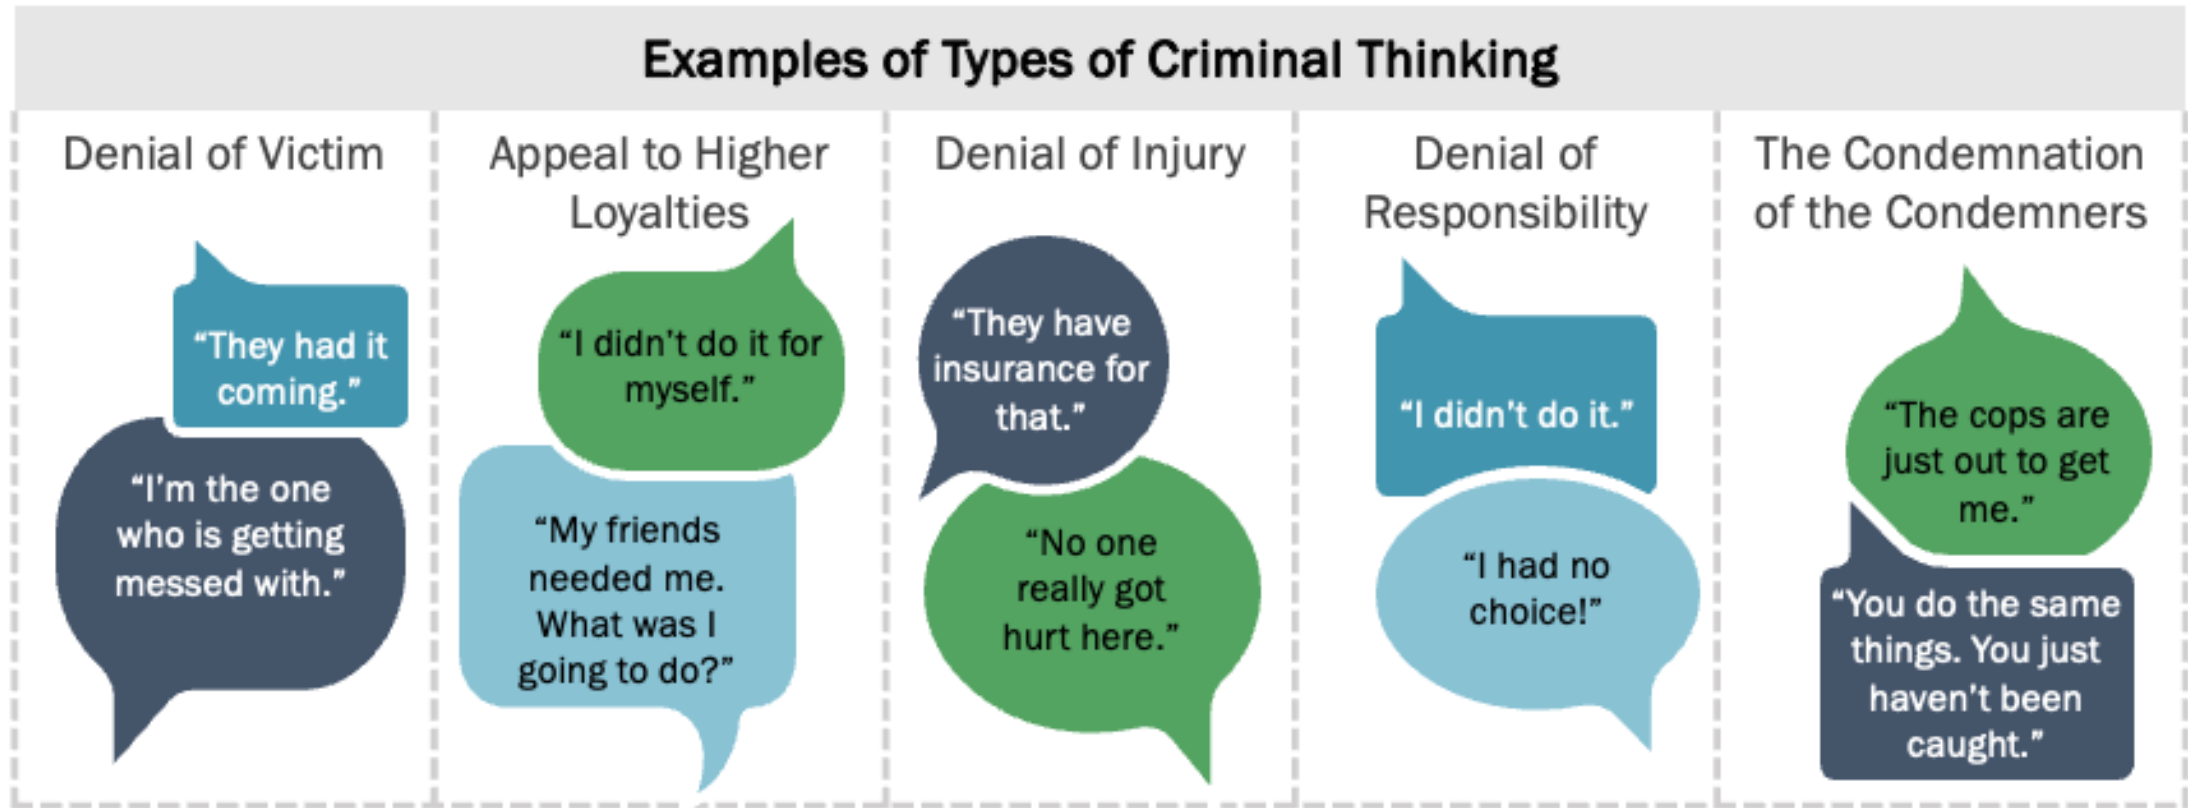 Examples of Types of Criminal Thinking
Denial of Victim
“They had it
coming.”
“I’m the one
who is getting
messed with.”
Appeal to Higher
Loyalties
“I didn’t do it for
myself.”
“My friends
needed me.
What was I
going to do?”
Denial of Injury
“They have
insurance for
that.”
“No one
really got
hurt here.”
Denial of
Responsibility
“I didn’t do it.”
“I had no
choice!”
The Condemnation
of the Condemners
“The cops are
just out to get
me.”
“You do the same
things. You just
haven’t been
caught.”